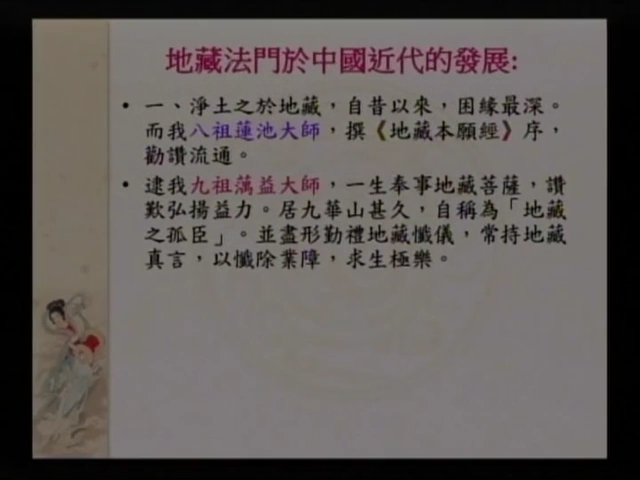 地藏法門於中國近代的發展:
• 一、淨土之於地藏，自昔以來，因緣最深。
而我八祖蓮池大師，撰《地藏本願經》序，
勸讚流通。
• 逮我九祖蕅益大師，一生奉事地藏菩薩，讚
歎弘揚益力。居九華山甚久，自稱為「地藏
之孤臣」。並盡形勤禮地藏懺儀，常持地藏
真言，以懺除業障，求生極樂。